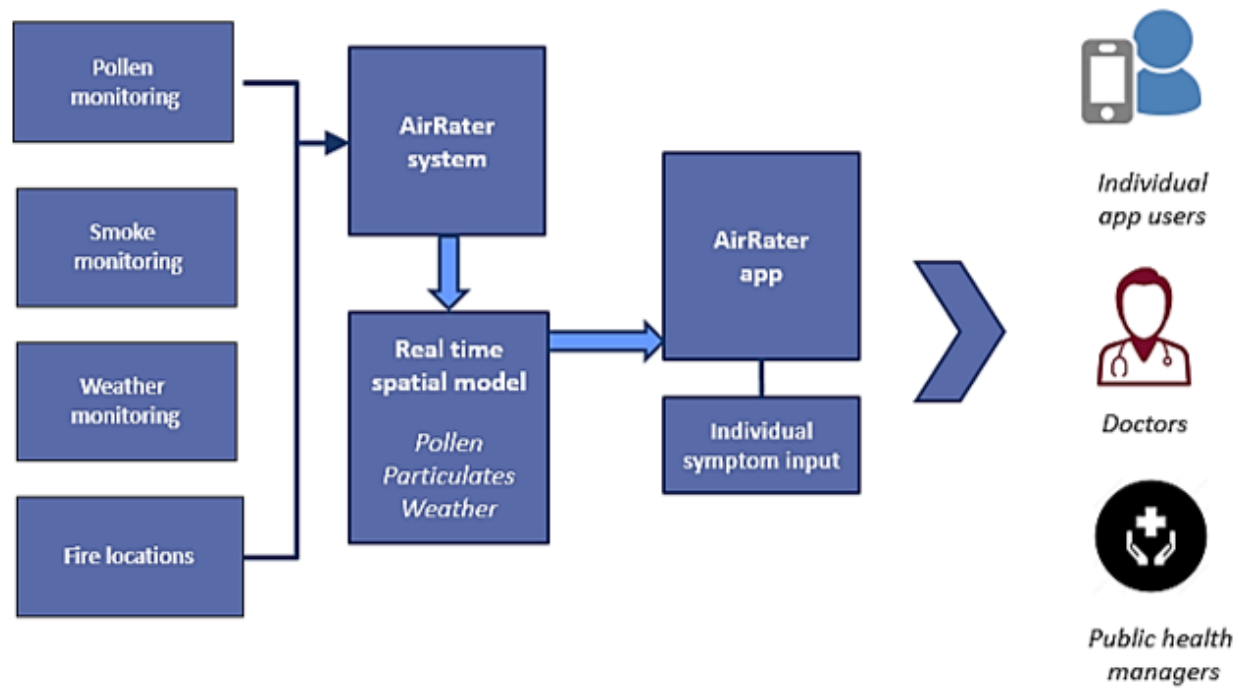 Pollen
monitoring
Smoke
monitoring
Weather
monitoring
Fire locations
AirRater
system
Real time
spatial model
Pollen
Particulates
Weather
AirRater
app
Individual
symptom input
Individual
app users
Doctors
Public health
managers